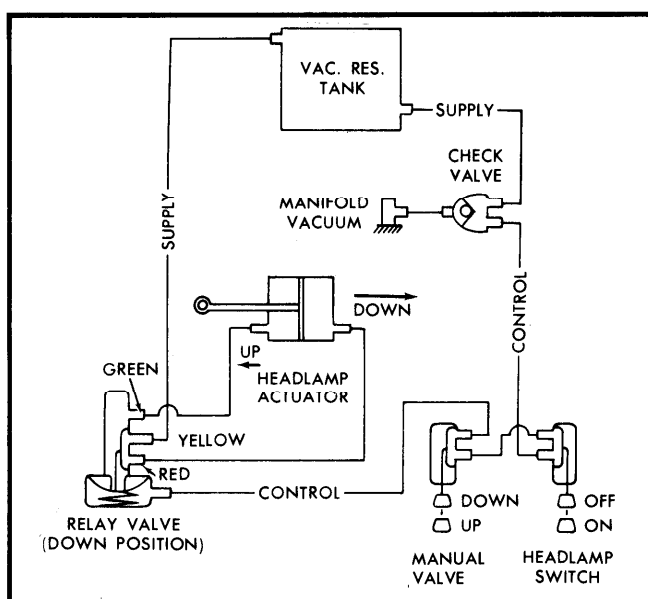 VAC. RES.
TANK
SUPPLY
CHECK
VALVE
MANIFOLD
VACUUM
SUPPLY
CONTROL
DOWN
UP
HEADLAMP
ACTUATOR
GREEN
YELLOW
RED
CONTROL
RELAY VALVE
(DOWN POSITION)
DOWN
UP
OFF
ON
MANUAL
VALVE
HEADLAMP
SWITCH